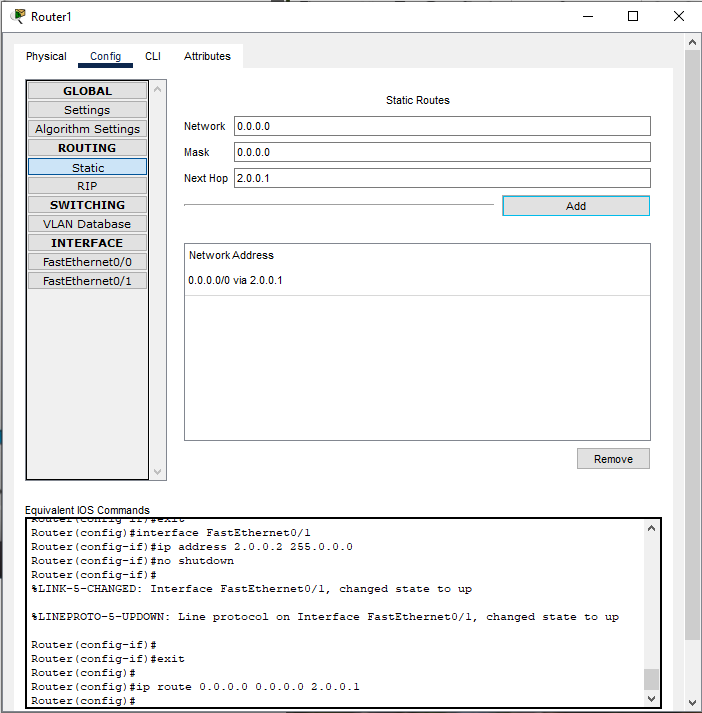 Router1
Physical Config CLI Attributes
GLOBAL
Settings
Algorithm Settings
ROUTING
Static
RIP
SWITCHING
VLAN Database
INTERFACE
FastEthernet0/0
FastEthernet0/1
Static Routes
Network 0.0.0.0
Mask 0.0.0.0
Next Hop 2.0.0.1
Add
Network Address
0.0.0.0/0 via 2.0.0.1
Remove
Equivalent IOS Commands
Router(config-if)#exit
Router(config)#interface FastEthernet0/1
Router(config-if)#ip address 2.0.0.2 255.0.0.0
Router(config-if)#no shutdown
Router(config-if)#
%LINK-5-CHANGED: Interface FastEthernet0/1, changed state to up
%LINEPROTO-5-UPDOWN: Line protocol on Interface FastEthernet0/1, changed state to up
Router(config-if)#
Router(config-if)#exit
Router(config)#
Router(config)#ip route 0.0.0.0 0.0.0.0 2.0.0.1
Router(config)#